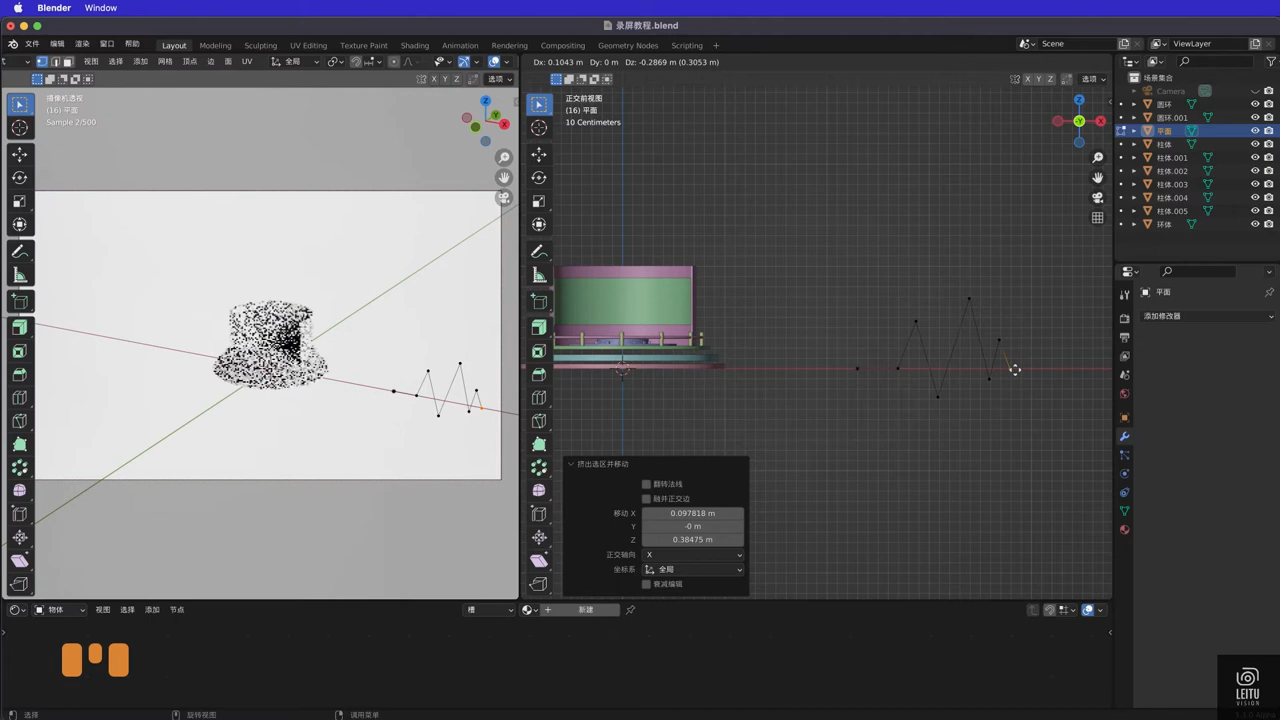 Blender Window
录屏教程.blend
文件 编辑 渲染 窗口 帮助 Layout Modeling Sculpting UV Editing Texture Paint Shading Animation Rendering Compositing Geometry Nodes Scripting + Scene ViewLayer
视图 选择 添加 网格 顶点 边 面 UV 全局
Dx: 0.1043 m Dy: 0 m Dz: -0.2869 m (0.3053 m)
X Y Z 选项
X Y Z 选项
摄像机透视
(16) 平面
Sample 2/500
正交前视图
(16) 平面
10 Centimeters
Z
Y
X
Z
-Y
X
场景集合
Camera
圆环
圆环.001
平面
柱体
柱体.001
柱体.002
柱体.003
柱体.004
柱体.005
环体
平面
添加修改器
挤出选区并移动
翻转法线
融并正交边
移动 X 0.097818 m
Y -0 m
Z 0.38475 m
正交轴向 X
坐标系 全局
衰减编辑
物体 视图 选择 添加 节点 槽 新建
选择 旋转视图 调用菜单
LEITU
VISION